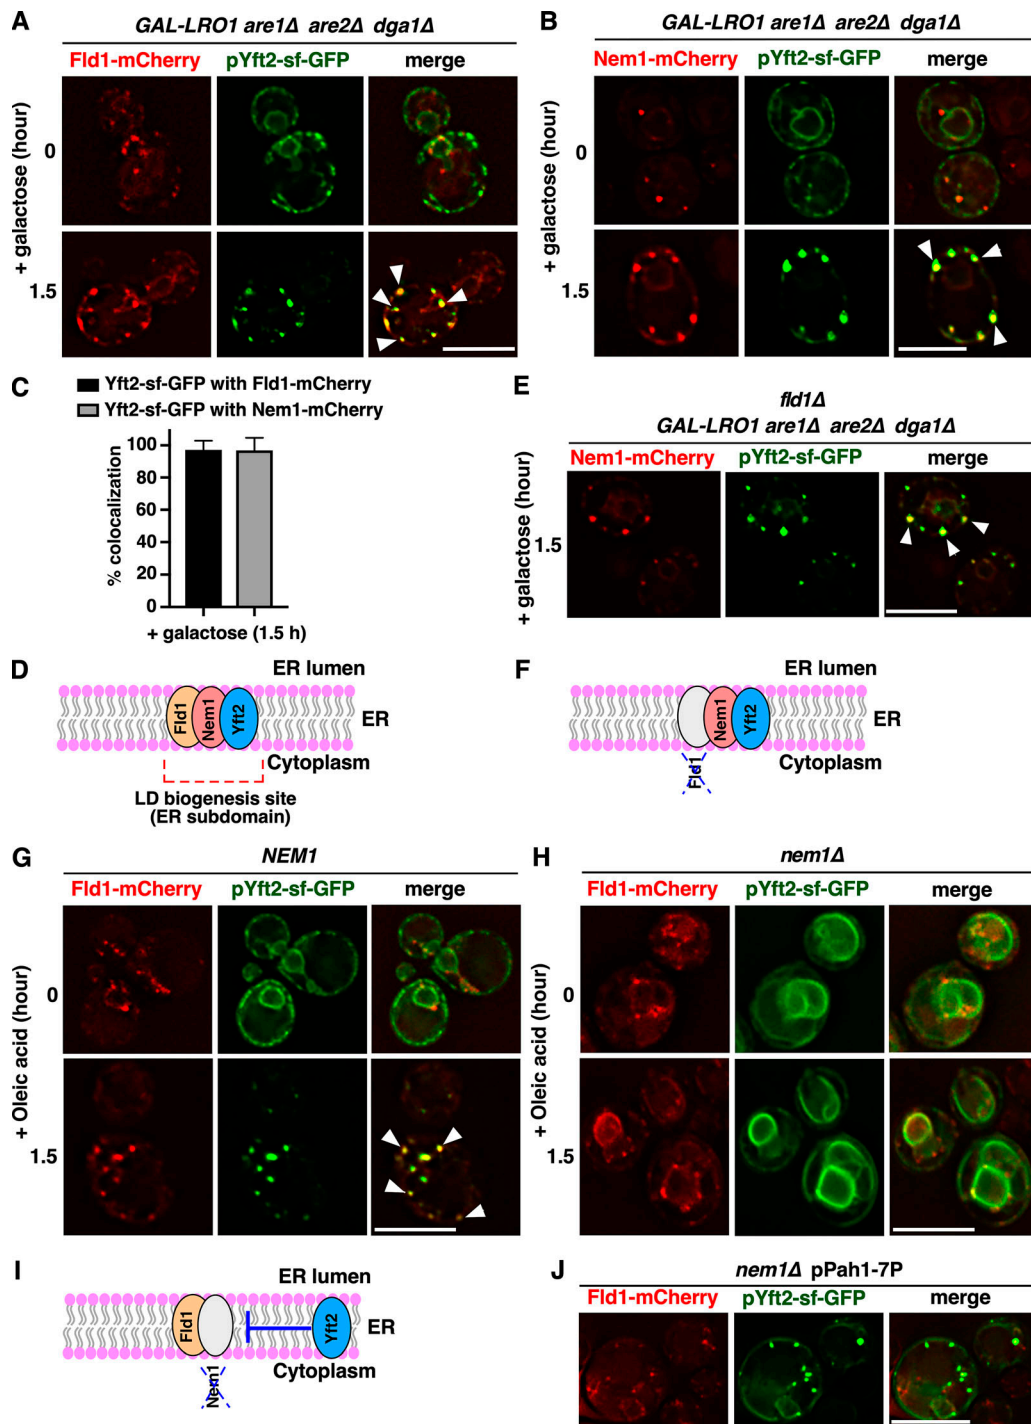 A
GAL-LRO1 are1Δ are2Δ dga1Δ
Fld1-mCherry pYft2-sf-GFP merge
+ galactose (hour)
0
1.5
B
GAL-LRO1 are1Δ are2Δ dga1Δ
Nem1-mCherry pYft2-sf-GFP merge
+ galactose (hour)
0
1.5
C
Yft2-sf-GFP with Fld1-mCherry
Yft2-sf-GFP with Nem1-mCherry
% colocalization
100
80
60
40
20
0
+ galactose (1.5 h)
E
fld1Δ
GAL-LRO1 are1Δ are2Δ dga1Δ
Nem1-mCherry pYft2-sf-GFP merge
+ galactose (hour)
1.5
D
ER lumen
Fld1 Nem1 Yft2
ER
Cytoplasm
LD biogenesis site
(ER subdomain)
F
ER lumen
Nem1 Yft2
ER
Cytoplasm
Fld1
G
NEM1
Fld1-mCherry pYft2-sf-GFP merge
+ Oleic acid (hour)
0
1.5
H
nem1Δ
Fld1-mCherry pYft2-sf-GFP merge
+ Oleic acid (hour)
0
1.5
I
ER lumen
Fld1 Yft2
ER
Cytoplasm
Nem1
J
nem1Δ pPah1-7P
Fld1-mCherry pYft2-sf-GFP merge